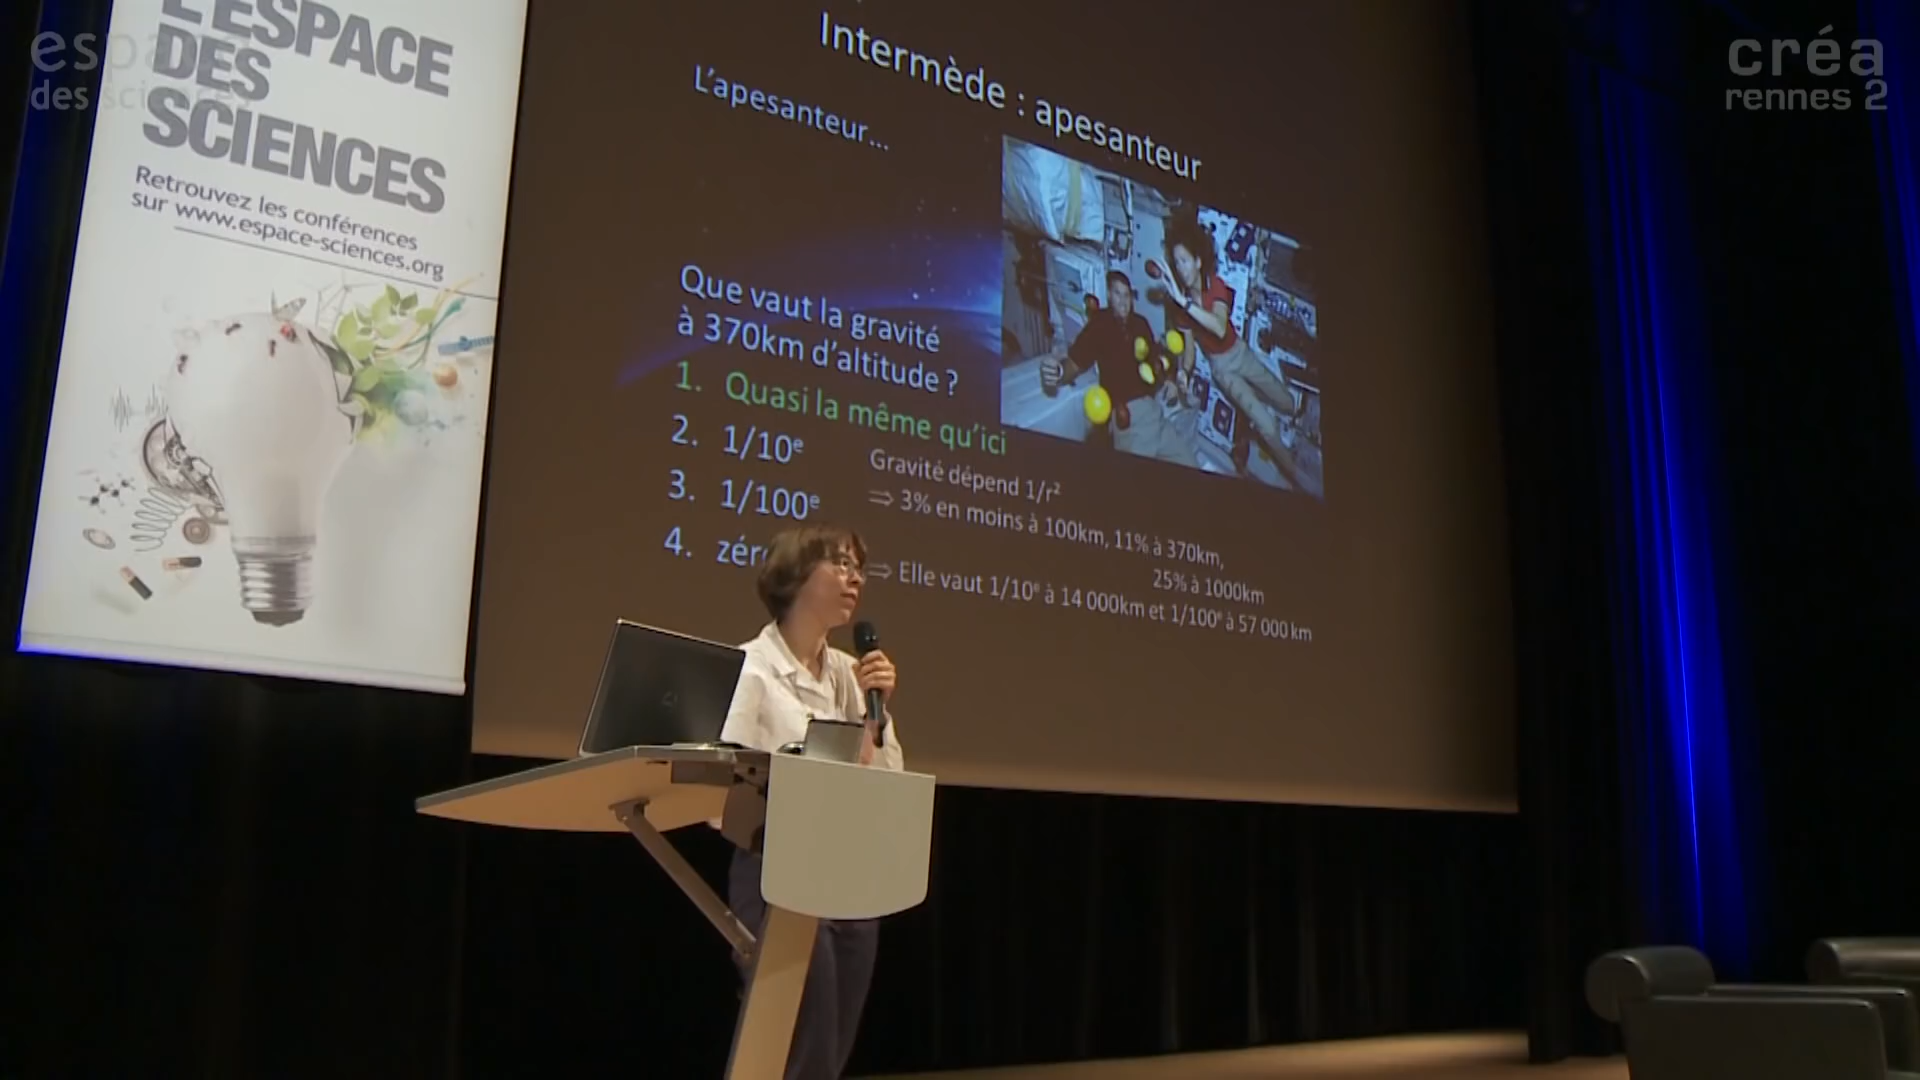 L'ESPACE
DES
SCIENCES
Retrouvez les conférences
sur www.espace-sciences.org
espace
des sciences
créa
rennes 2
Intermède : apesanteur
L'apesanteur...
Que vaut la gravité
à 370km d'altitude ?
1. Quasi la même qu'ici
2. 1/10e
3. 1/100e
4. zér
Gravité dépend 1/r²
⇒ 3% en moins à 100km, 11% à 370km,
25% à 1000km
⇒ Elle vaut 1/10e à 14 000km et 1/100e à 57 000 km